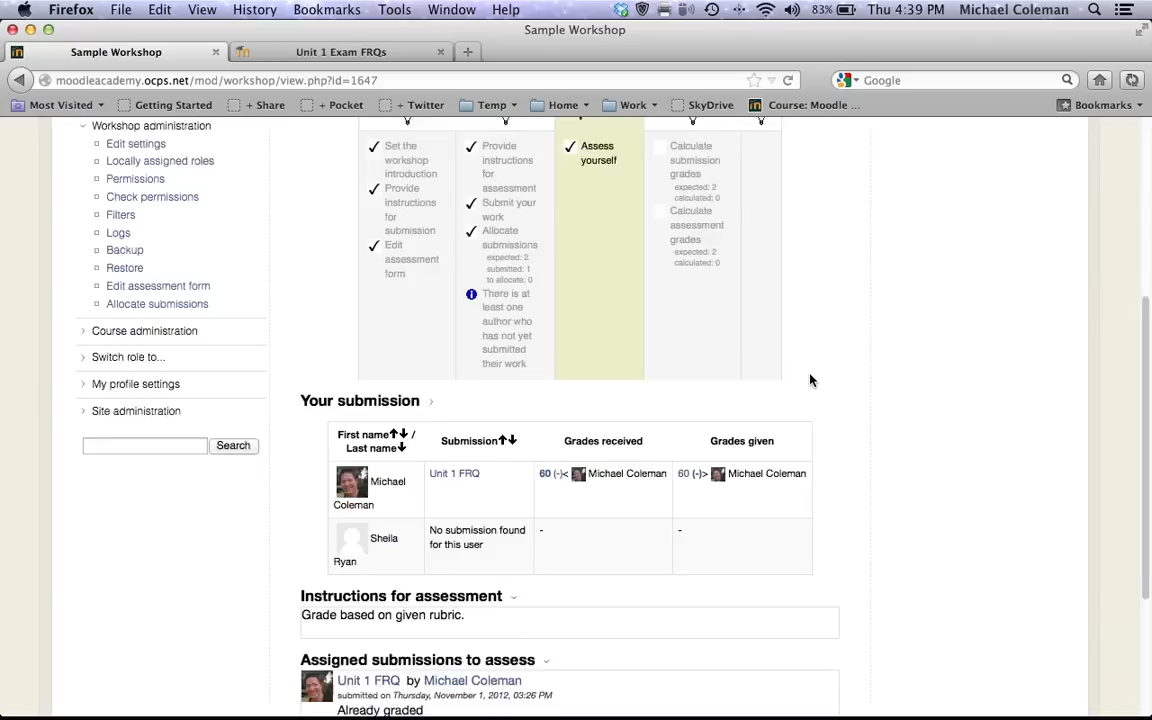 Firefox File Edit View History Bookmarks Tools Window Help 83% Thu 4:39 PM Michael Coleman
Sample Workshop
Sample Workshop Unit 1 Exam FRQs
moodleacademy.ocps.net/mod/workshop/view.php?id=1647 Google
Most Visited Getting Started + Share + Pocket + Twitter Temp Home Work SkyDrive Course: Moodle ... Bookmarks
Workshop administration
Edit settings
Locally assigned roles
Permissions
Check permissions
Filters
Logs
Backup
Restore
Edit assessment form
Allocate submissions
Course administration
Switch role to...
My profile settings
Site administration
Search
Set the
workshop
introduction
Provide
instructions
for
submission
Edit
assessment
form
Provide
instructions
for
assessment
Submit your
work
Allocate
submissions
expected: 2
submitted: 1
to allocate: 0
There is at
least one
author who
has not yet
submitted
their work
Assess
yourself
Calculate
submission
grades
expected: 2
calculated: 0
Calculate
assessment
grades
expected: 2
calculated: 0
Your submission
First name /
Last name
Submission
Grades received
Grades given
Michael
Coleman
Unit 1 FRQ
60 (-)< Michael Coleman
60 (-)> Michael Coleman
Sheila
Ryan
No submission found
for this user
-
-
Instructions for assessment
Grade based on given rubric.
Assigned submissions to assess
Unit 1 FRQ by Michael Coleman
submitted on Thursday, November 1, 2012, 03:26 PM
Already graded